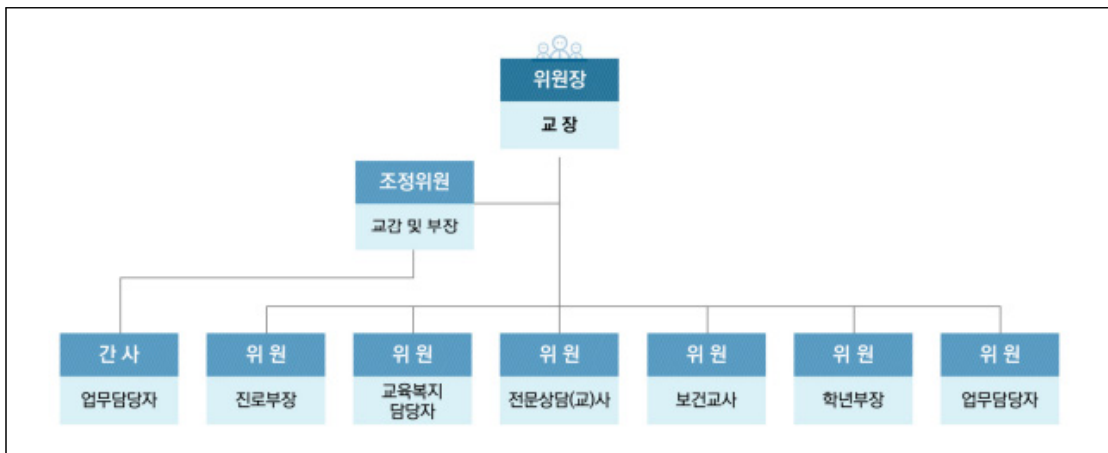 위원장
교 장
조정위원
교감 및 부장
간 사
업무담당자
위 원
진로부장
위 원
교육복지
담당자
위 원
전문상담(교)사
위 원
보건교사
위 원
학년부장
위 원
업무담당자